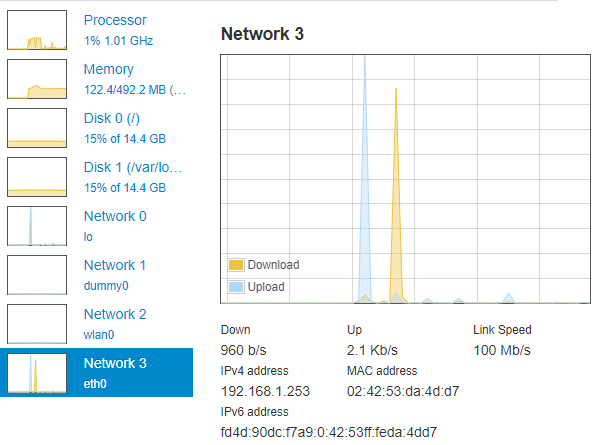 Processor
1% 1.01 GHz
Memory
122.4/492.2 MB (…
Disk 0 (/)
15% of 14.4 GB
Disk 1 (/var/lo…
15% of 14.4 GB
Network 0
lo
Network 1
dummy0
Network 2
wlan0
Network 3
eth0
Network 3
Download
Upload
Down Up Link Speed
960 b/s 2.1 Kb/s 100 Mb/s
IPv4 address MAC address
192.168.1.253 02:42:53:da:4d:d7
IPv6 address
fd4d:90dc:f7a9:0:42:53ff:feda:4dd7